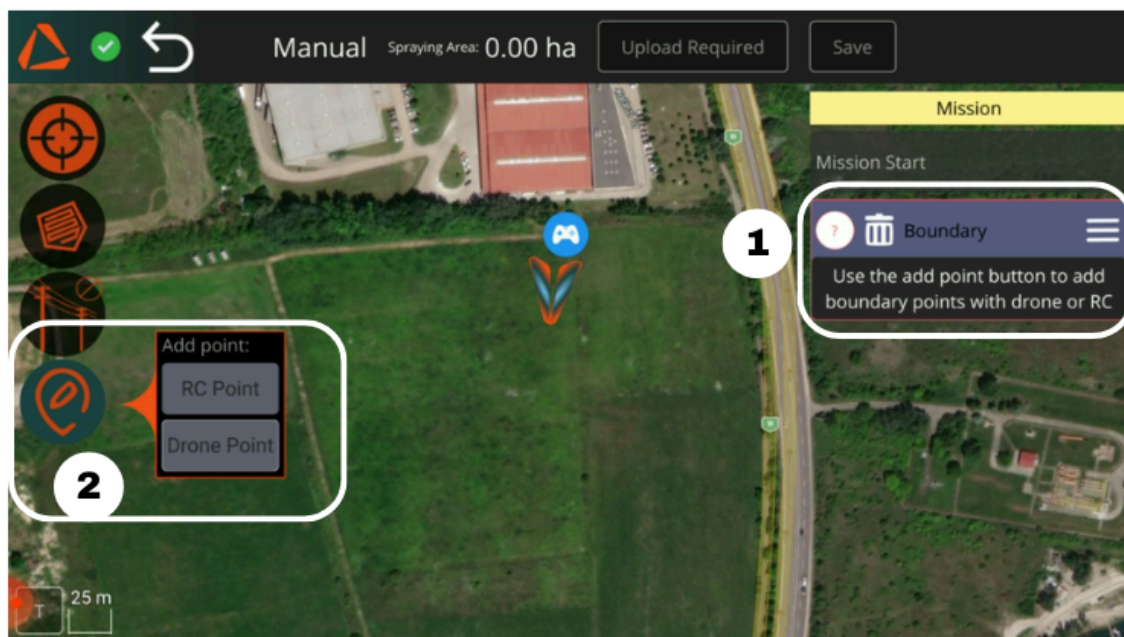 Manual Spraying Area: 0.00 ha Upload Required Save
Mission
Mission Start
1
? Boundary
Use the add point button to add
boundary points with drone or RC
Add point:
RC Point
Drone Point
2
T 25 m